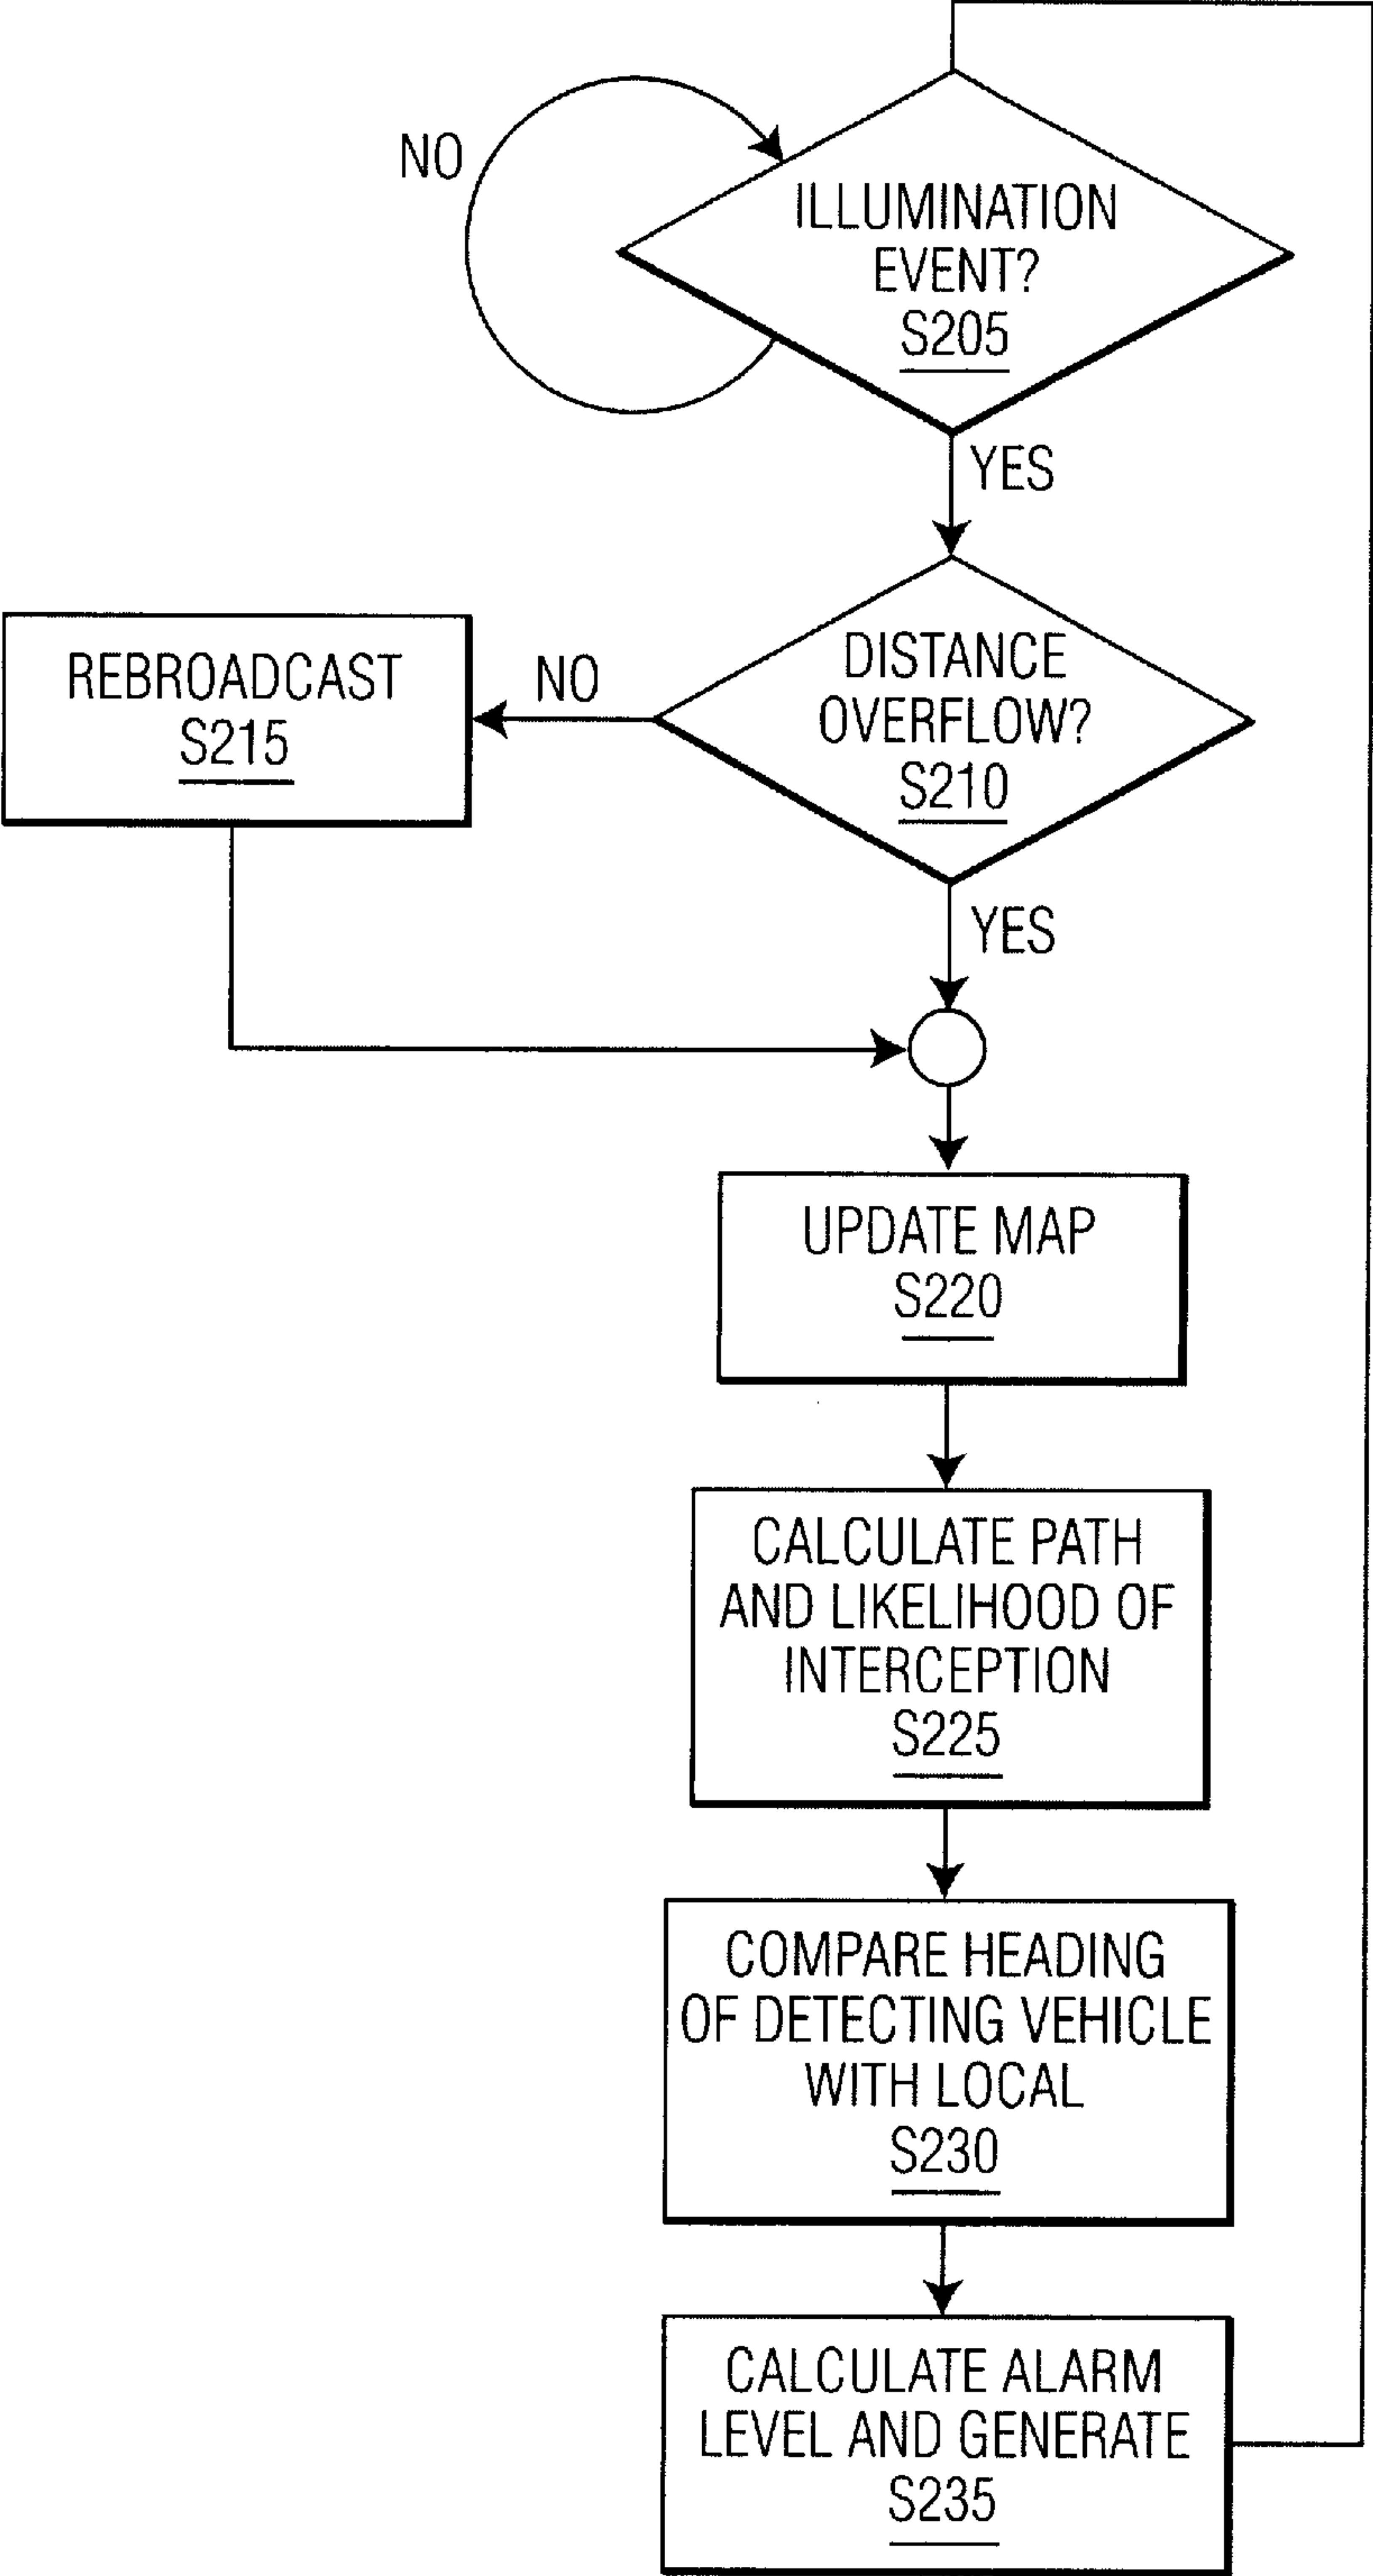 NO
ILLUMINATION
EVENT?
S205
YES
DISTANCE
OVERFLOW?
S210
NO
REBROADCAST
S215
YES
UPDATE MAP
S220
CALCULATE PATH
AND LIKELIHOOD OF
INTERCEPTION
S225
COMPARE HEADING
OF DETECTING VEHICLE
WITH LOCAL
S230
CALCULATE ALARM
LEVEL AND GENERATE
S235